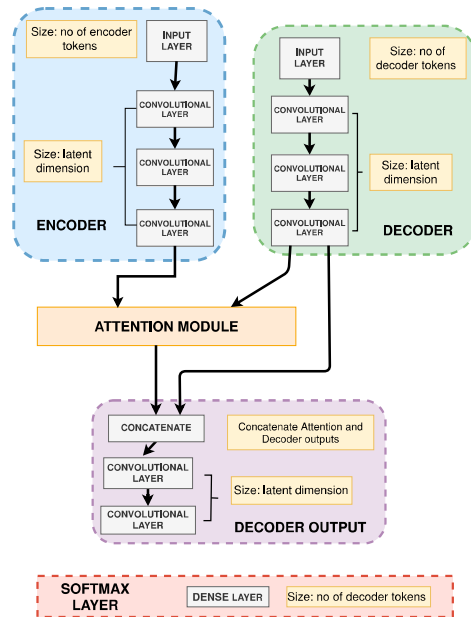 Size: no of encoder
tokens
INPUT
LAYER
CONVOLUTIONAL
LAYER
Size: latent
dimension
CONVOLUTIONAL
LAYER
CONVOLUTIONAL
LAYER
ENCODER
INPUT
LAYER
Size: no of
decoder tokens
CONVOLUTIONAL
LAYER
CONVOLUTIONAL
LAYER
Size: latent
dimension
CONVOLUTIONAL
LAYER
DECODER
ATTENTION MODULE
CONCATENATE
Concatenate Attention and
Decoder outputs
CONVOLUTIONAL
LAYER
Size: latent dimension
CONVOLUTIONAL
LAYER
DECODER OUTPUT
SOFTMAX
LAYER
DENSE LAYER
Size: no of decoder tokens